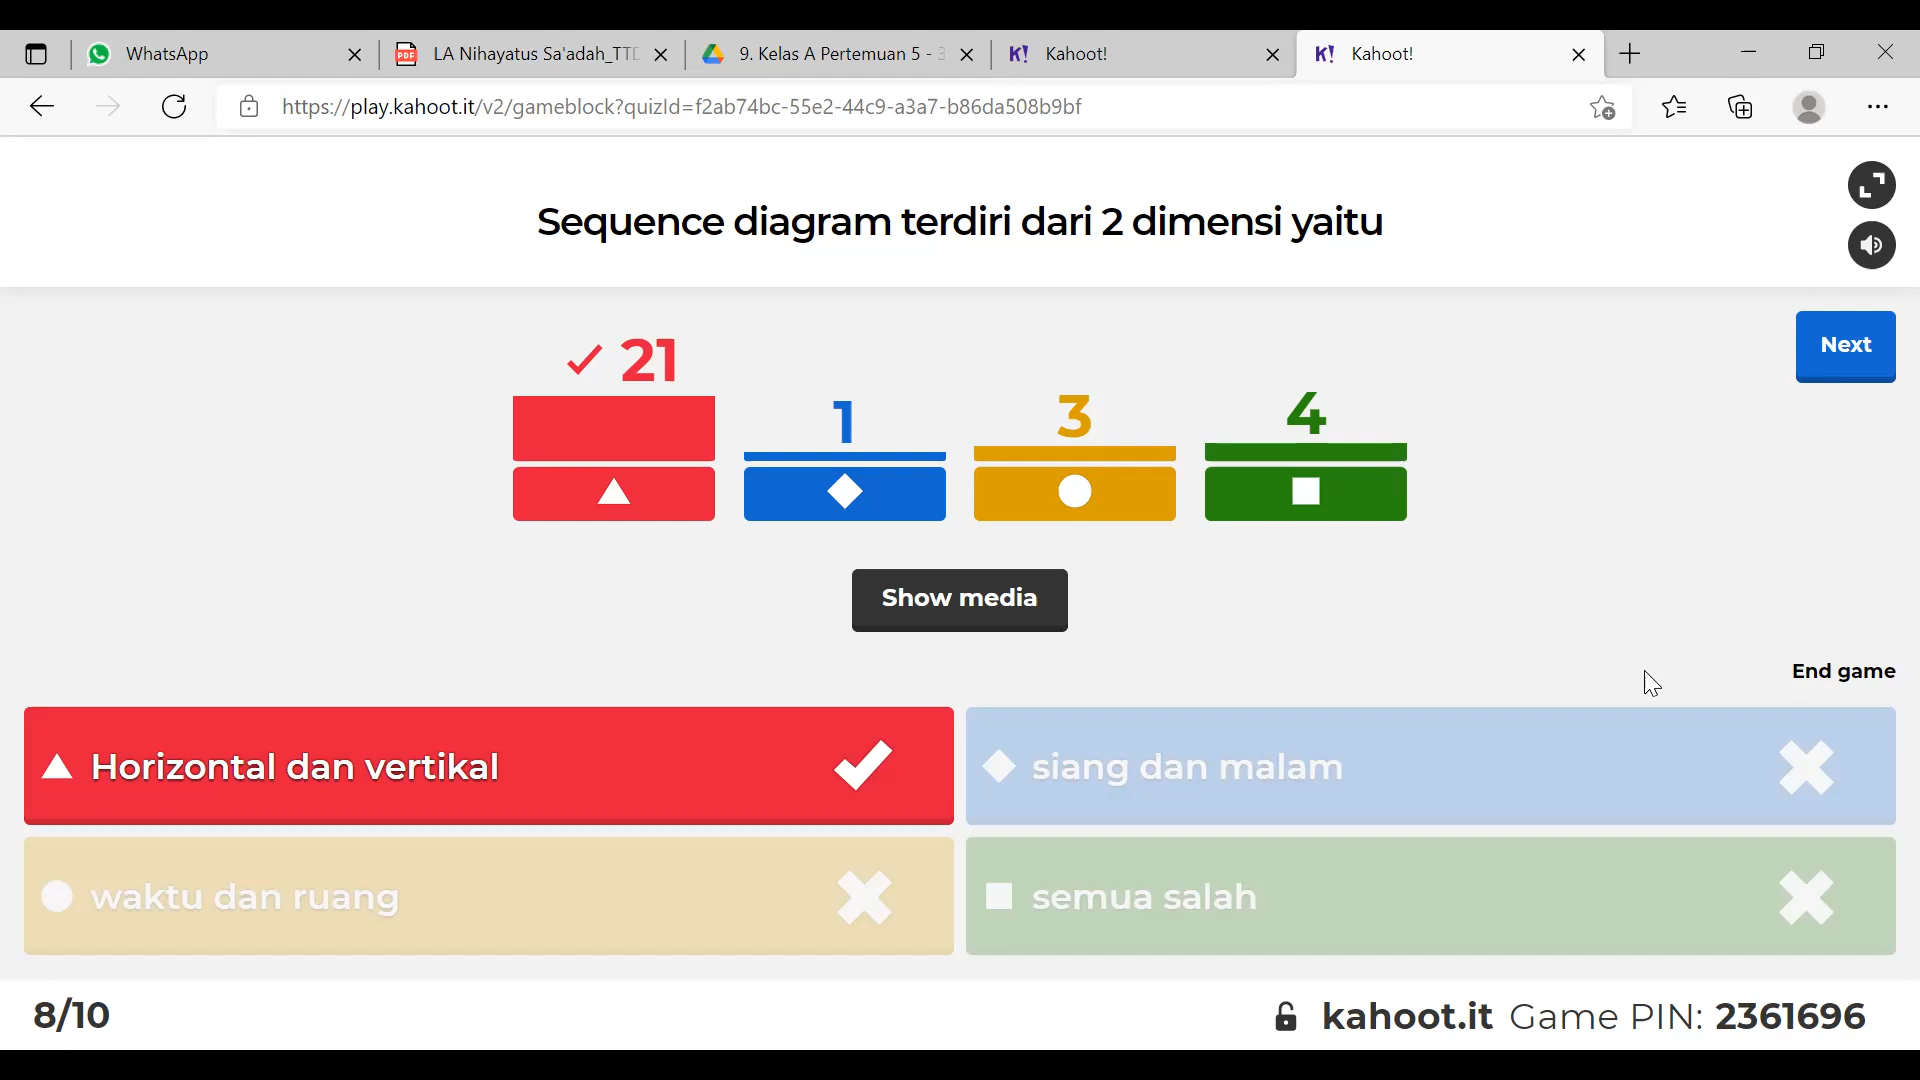 WhatsApp
LA Nihayatus Sa'adah_TTD
9. Kelas A Pertemuan 5 - 3
Kahoot!
Kahoot!
https://play.kahoot.it/v2/gameblock?quizId=f2ab74bc-55e2-44c9-a3a7-b86da508b9bf
Sequence diagram terdiri dari 2 dimensi yaitu
Next
21
1
3
4
Show media
End game
Horizontal dan vertikal
siang dan malam
waktu dan ruang
semua salah
8/10
kahoot.it Game PIN: 2361696